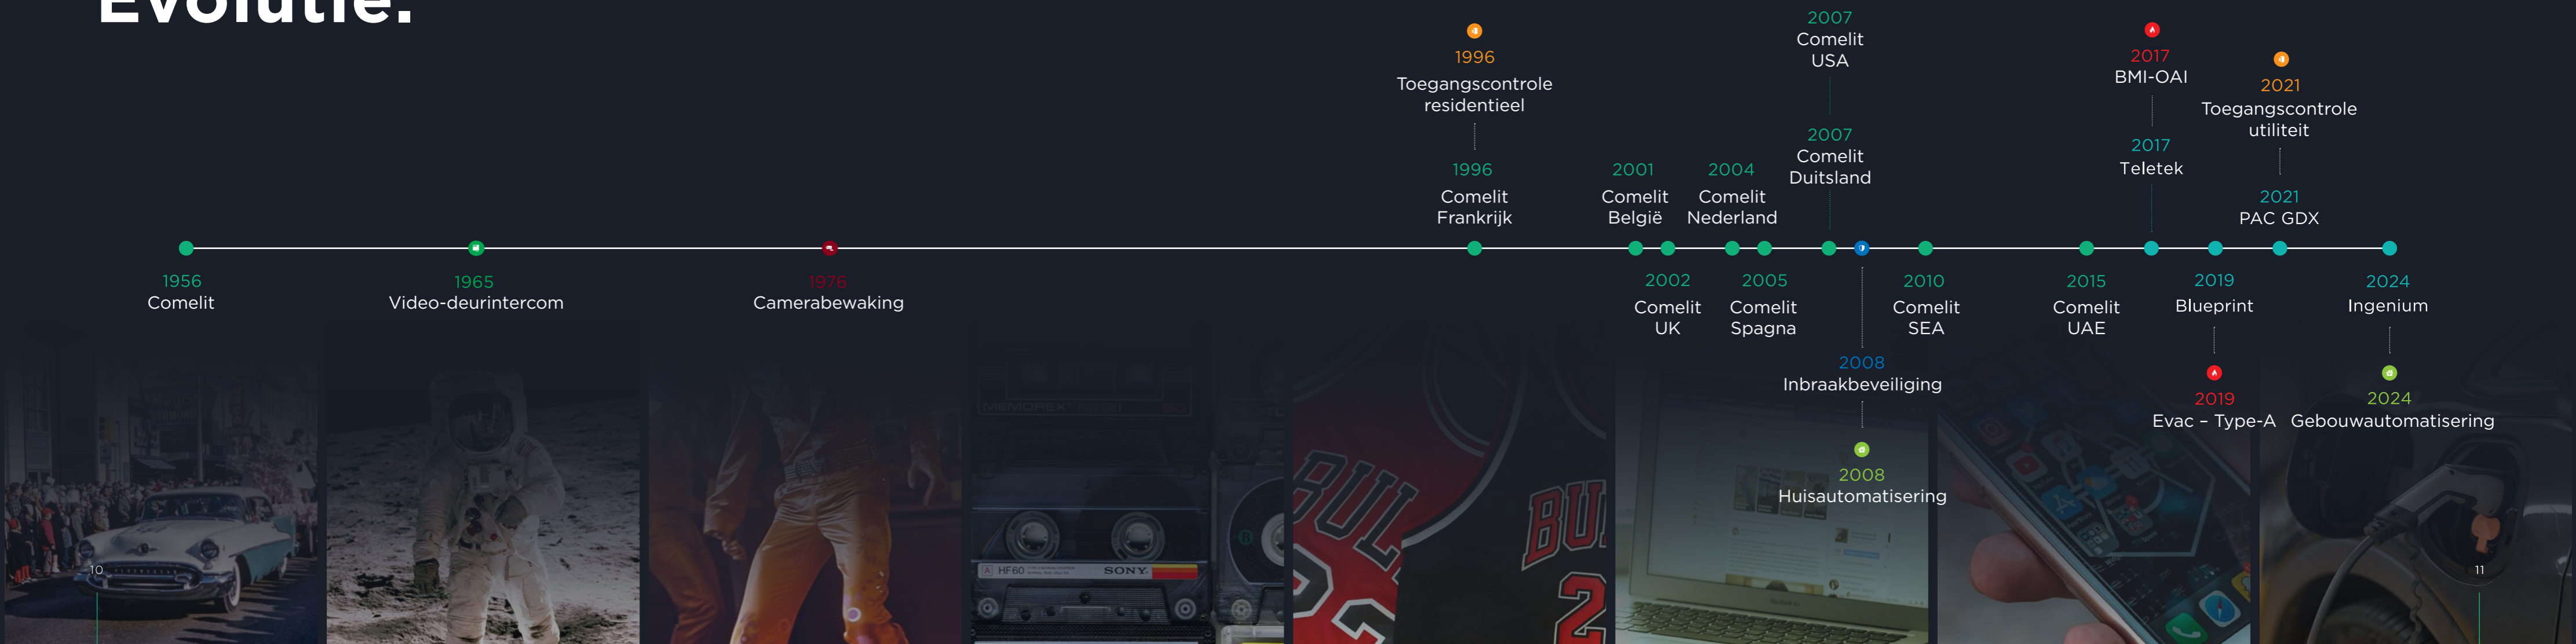 Evolutie.
1956
Comelit
1965
Video-deurintercom
1976
Camerabewaking
1996
Toegangscontrole
residentieel
1996
Comelit
Frankrijk
2001
Comelit
België
2002
Comelit
UK
2004
Comelit
Nederland
2005
Comelit
Spagna
2007
Comelit
USA
2007
Comelit
Duitsland
2008
Inbraakbeveiliging
2008
Huisautomatisering
2010
Comelit
SEA
2015
Comelit
UAE
2017
BMI-OAI
2017
Teletek
2019
Blueprint
2019
Evac – Type-A
2021
Toegangscontrole
utiliteit
2021
PAC GDX
2024
Ingenium
2024
Gebouwautomatisering
MEMOREX
A HF60
SONY
BUL
BU
2
10
11